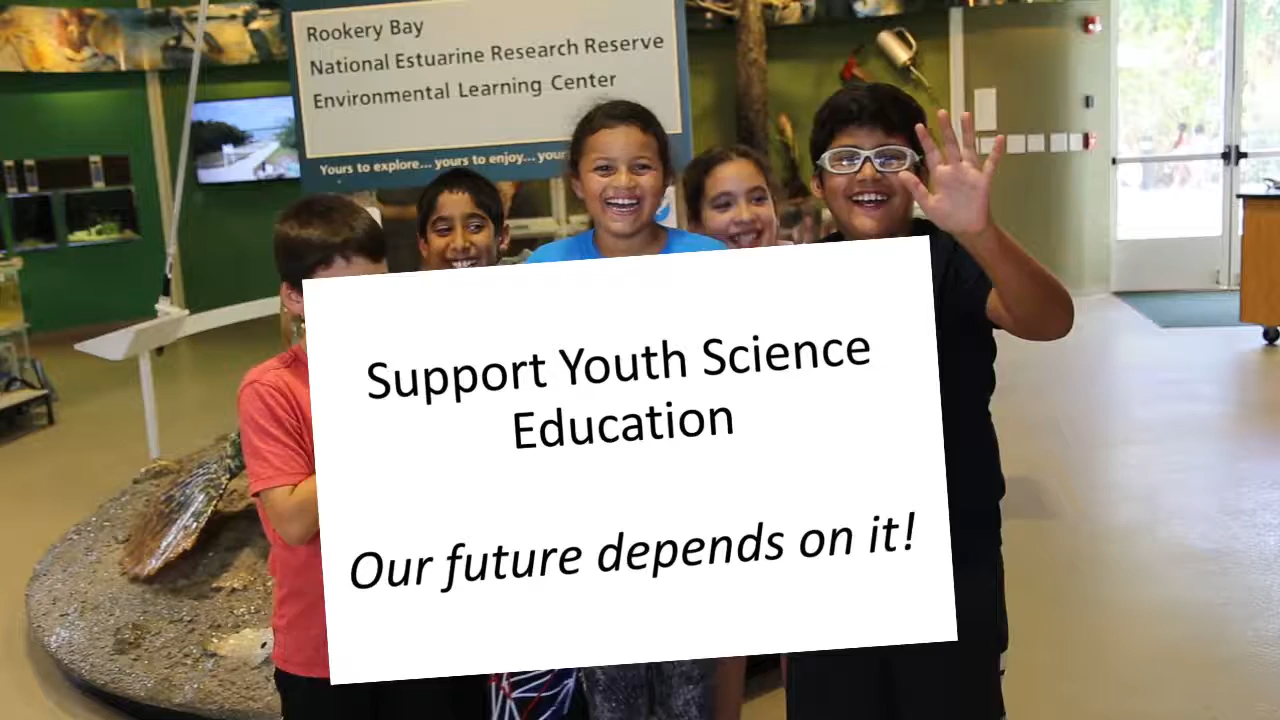 Rookery Bay
National Estuarine Research Reserve
Environmental Learning Center
Yours to explore... yours to enjoy... your
Support Youth Science
Education
Our future depends on it!